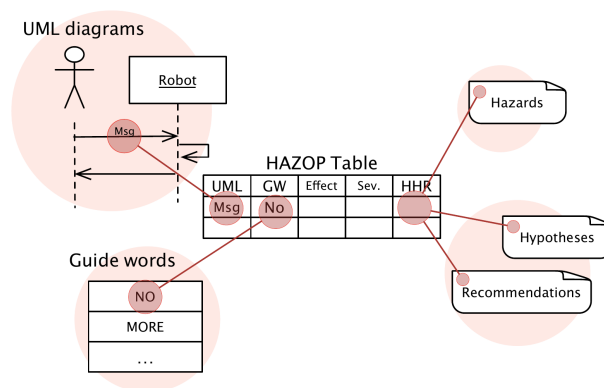 UML diagrams
Robot
Msg
Hazards
HAZOP Table
UML GW Effect Sev. HHR
Msg No
Hypotheses
Guide words
Recommendations
NO
MORE
...